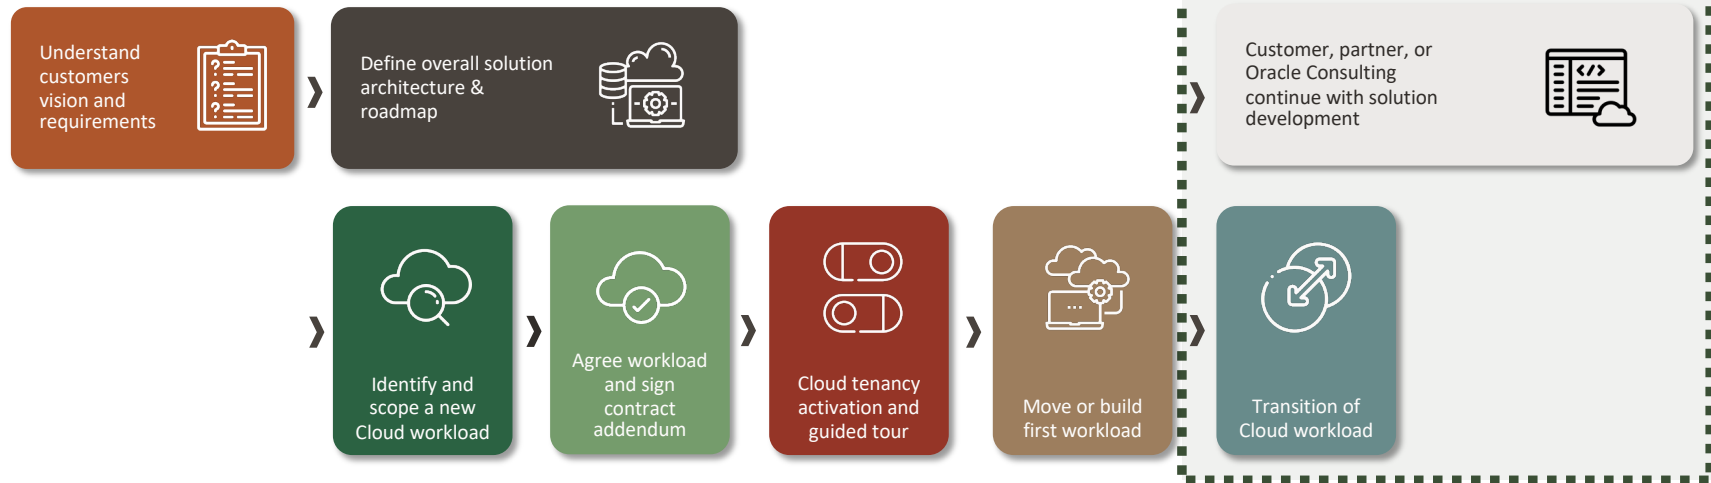 Understand
customers
vision and
requirements
Define overall solution
architecture &
roadmap
Customer, partner, or
Oracle Consulting
continue with solution
development
Identify and
scope a new
Cloud workload
Agree workload
and sign
contract
addendum
Cloud tenancy
activation and
guided tour
Move or build
first workload
Transition of
Cloud workload